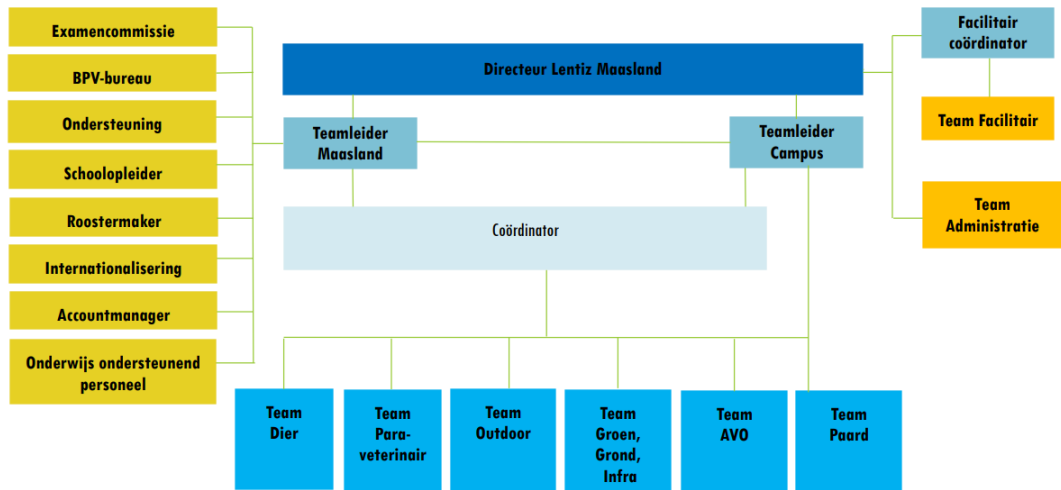 Examencommissie
BPV-bureau
Ondersteuning
Schoolopleider
Roostermaker
Internationalisering
Accountmanager
Onderwijs ondersteunend
personeel
Directeur Lentiz Maasland
Teamleider
Maasland
Teamleider
Campus
Coördinator
Facilitair
coördinator
Team Facilitair
Team
Administratie
Team
Dier
Team
Para-
veterinair
Team
Outdoor
Team
Groen,
Grond,
Infra
Team
AVO
Team
Paard